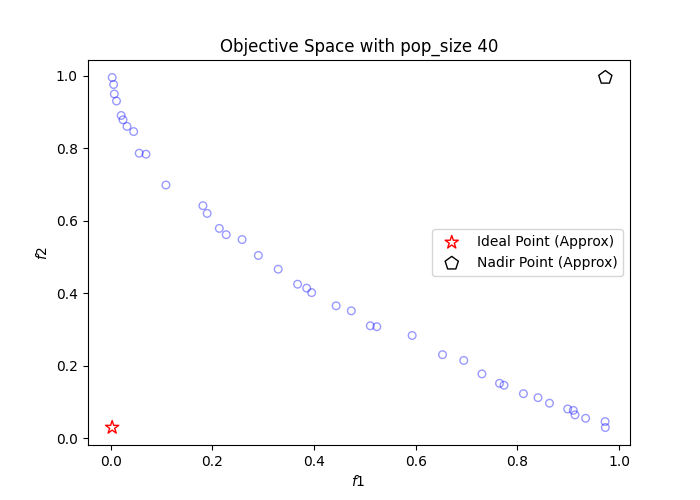 Objective Space with pop_size 40
1.0
0.8
0.6
0.4
0.2
0.0
f2
Ideal Point (Approx)
Nadir Point (Approx)
0.0 0.2 0.4 0.6 0.8 1.0
f1